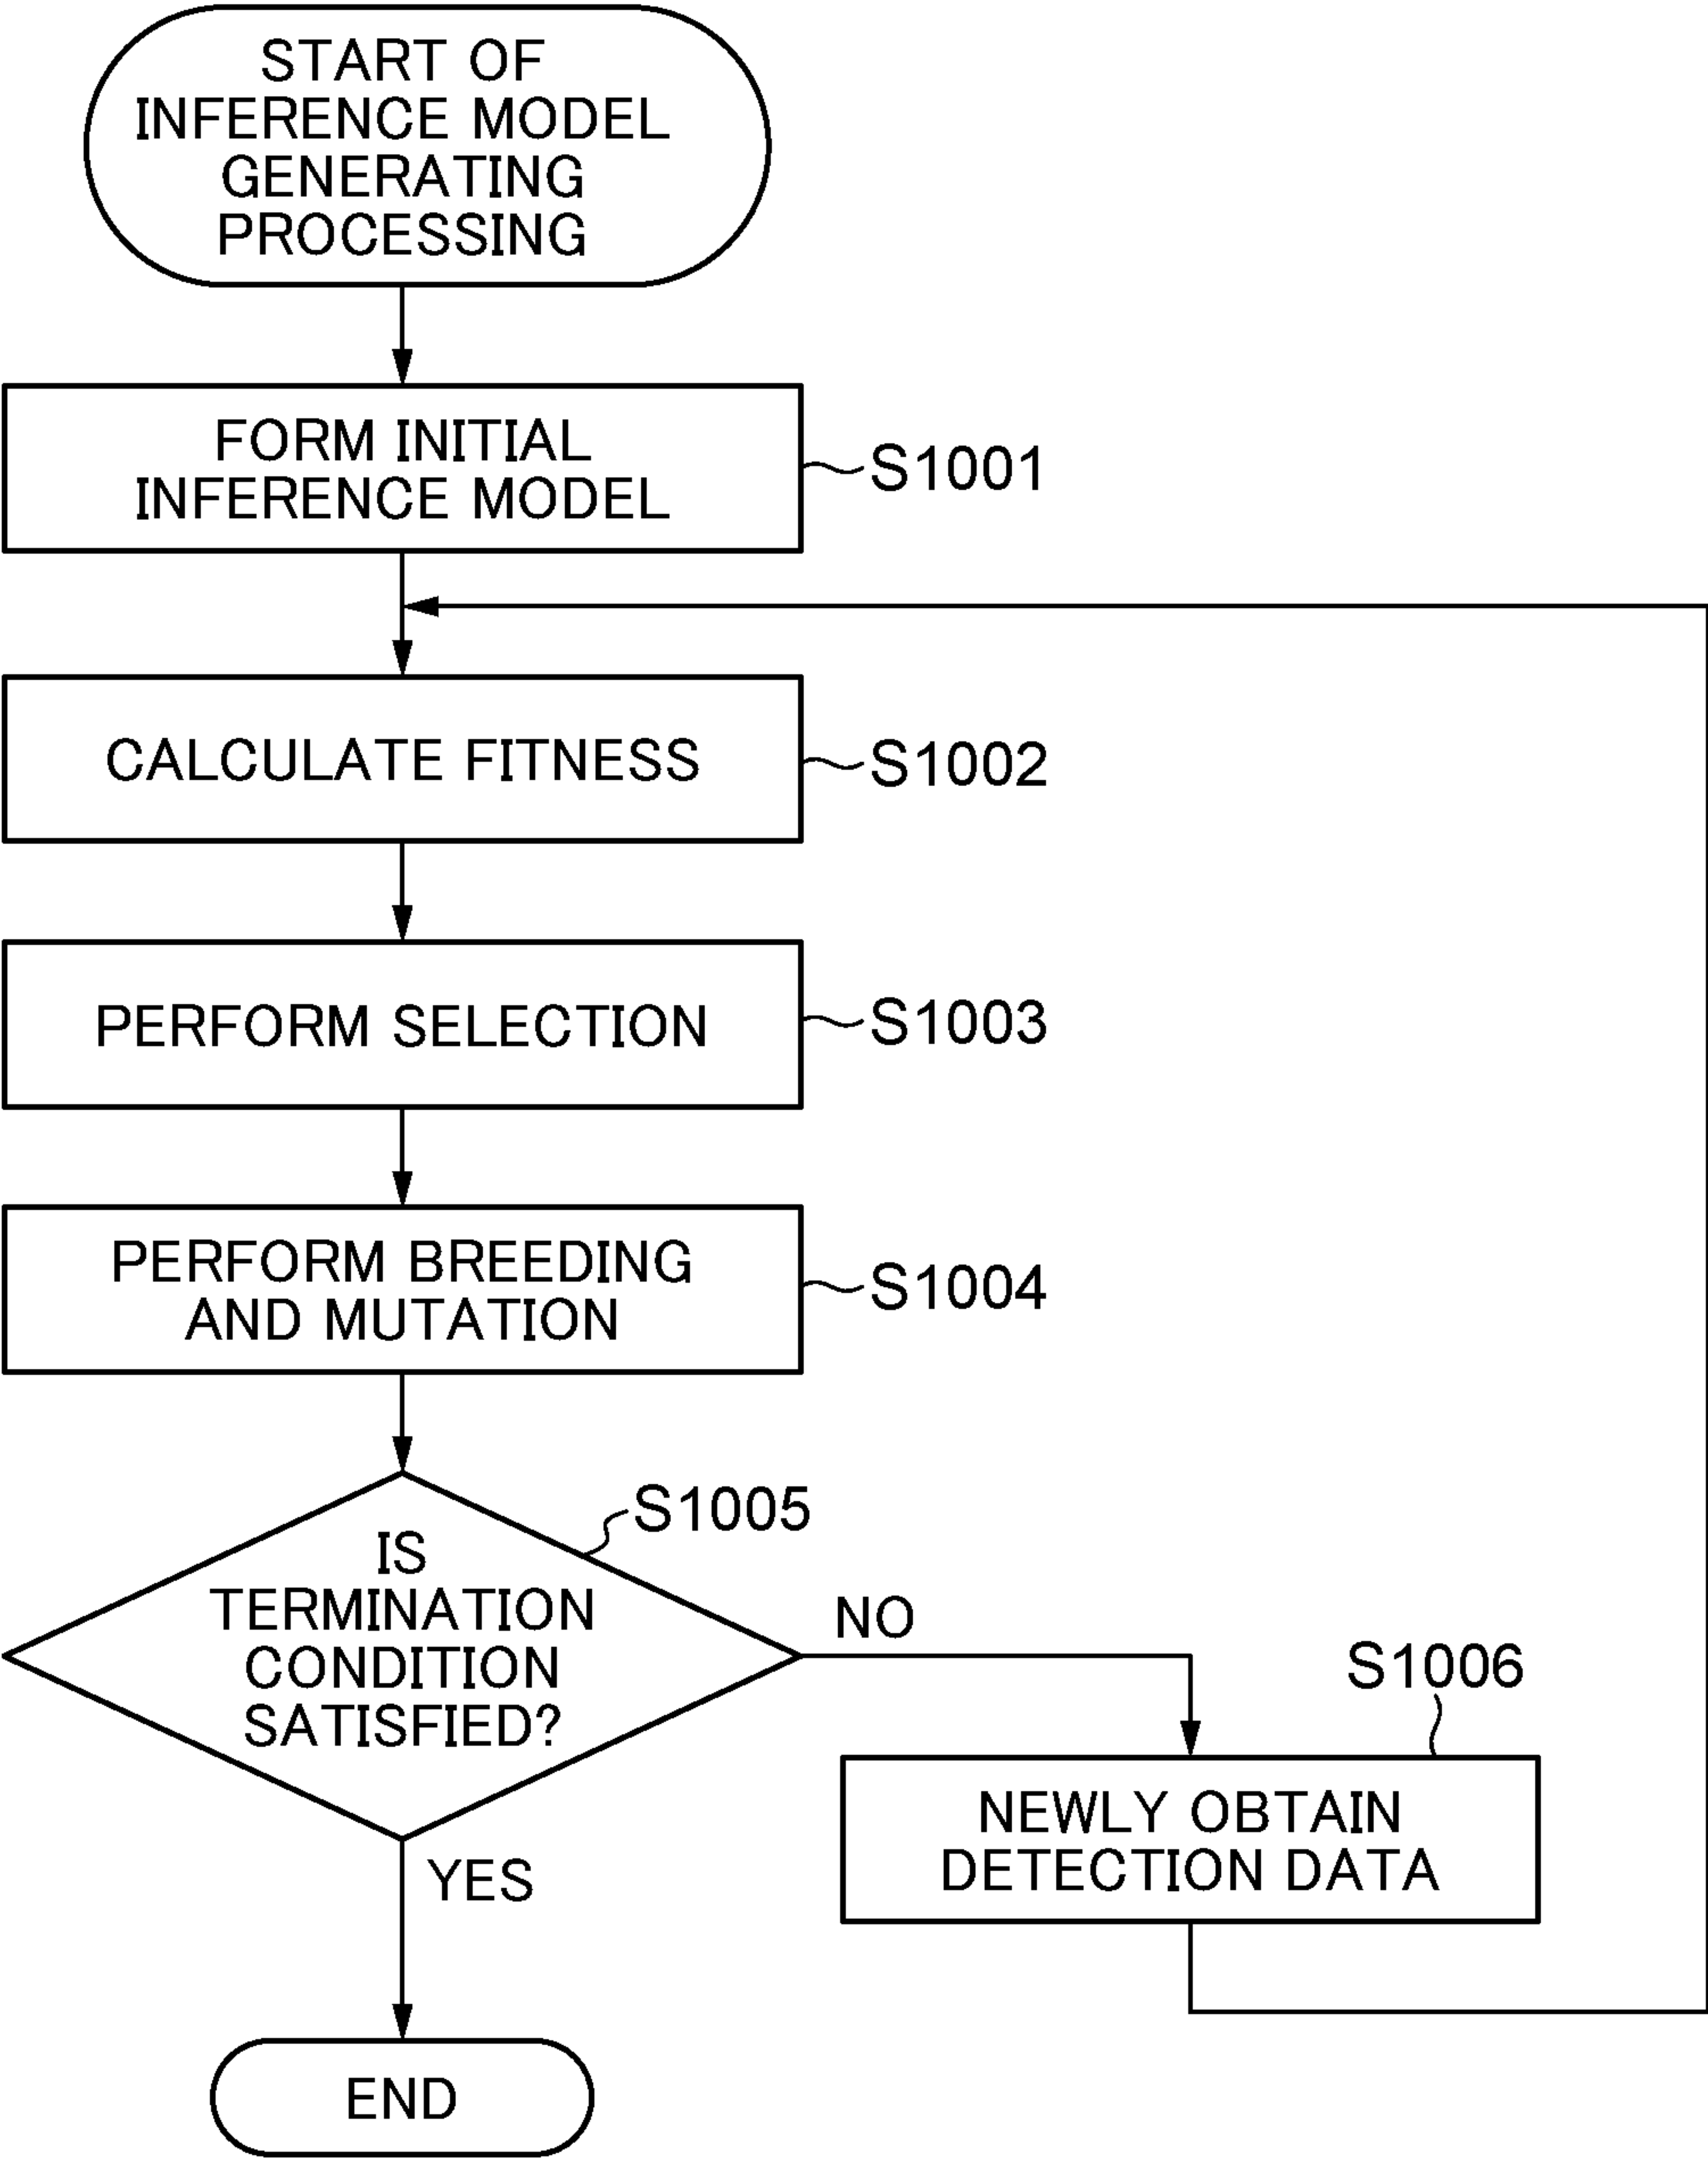 START OF
INFERENCE MODEL
GENERATING
PROCESSING
FORM INITIAL
INFERENCE MODEL
S1001
CALCULATE FITNESS
S1002
PERFORM SELECTION
S1003
PERFORM BREEDING
AND MUTATION
S1004
S1005
IS
TERMINATION
CONDITION
SATISFIED?
NO
S1006
NEWLY OBTAIN
DETECTION DATA
YES
END